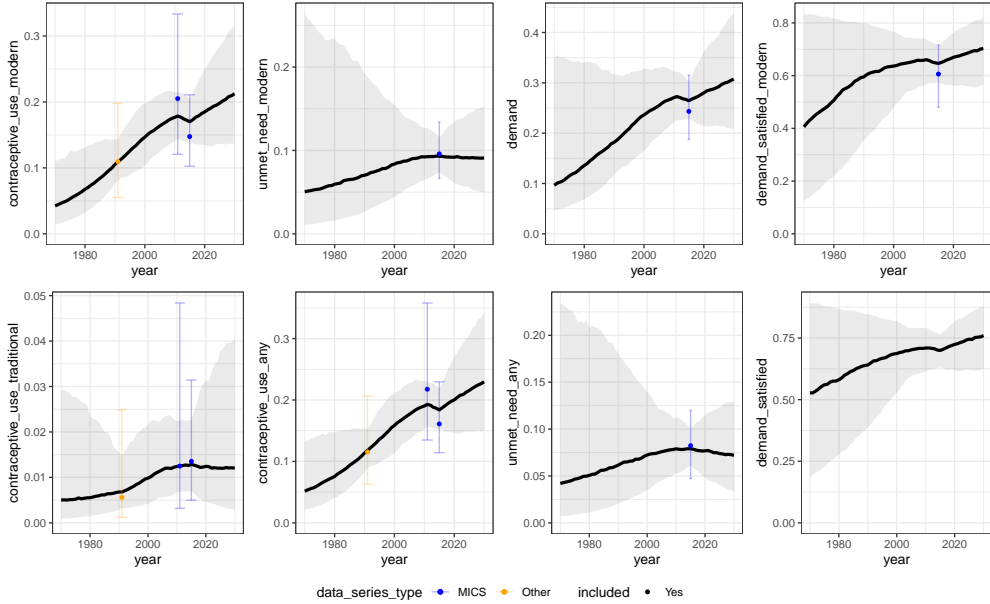 contraceptive_use_modern
0.3
0.2
0.1
0.0
1980 2000 2020
year
unmet_need_modern
0.2
0.1
0.0
1980 2000 2020
year
demand
0.4
0.3
0.2
0.1
0.0
1980 2000 2020
year
demand_satisfied_modern
0.8
0.6
0.4
0.2
0.0
1980 2000 2020
year
contraceptive_use_traditional
0.05
0.04
0.03
0.02
0.01
0.00
1980 2000 2020
year
contraceptive_use_any
0.3
0.2
0.1
0.0
1980 2000 2020
year
unmet_need_any
0.20
0.15
0.10
0.05
0.00
1980 2000 2020
year
demand_satisfied
0.75
0.50
0.25
0.00
1980 2000 2020
year
data_series_type MICS Other included Yes